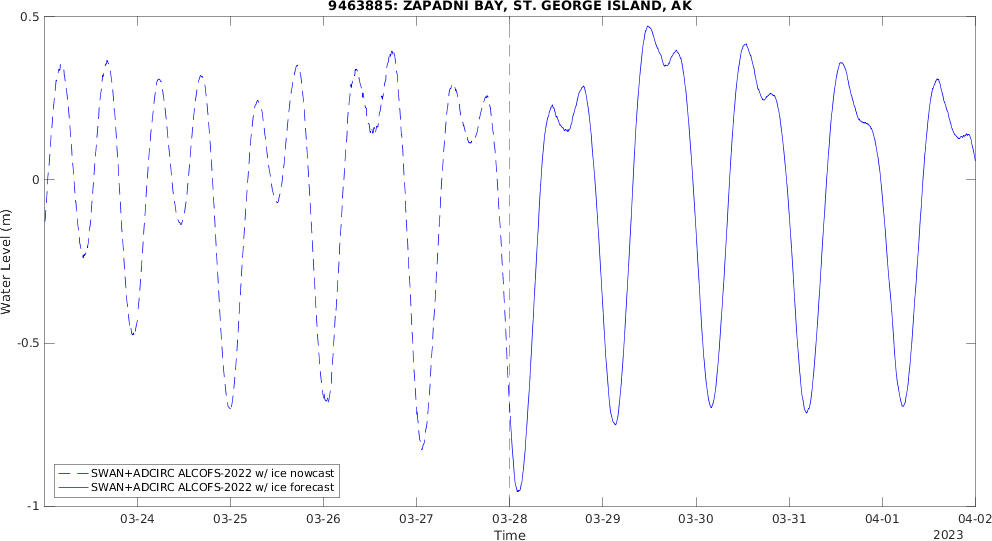 9463885: ZAPADNI BAY, ST. GEORGE ISLAND, AK
0.5
0
-0.5
-1
Water Level (m)
SWAN+ADCIRC ALCOFS-2022 w/ ice nowcast
SWAN+ADCIRC ALCOFS-2022 w/ ice forecast
03-24 03-25 03-26 03-27 03-28 03-29 03-30 03-31 04-01 04-02
Time
2023